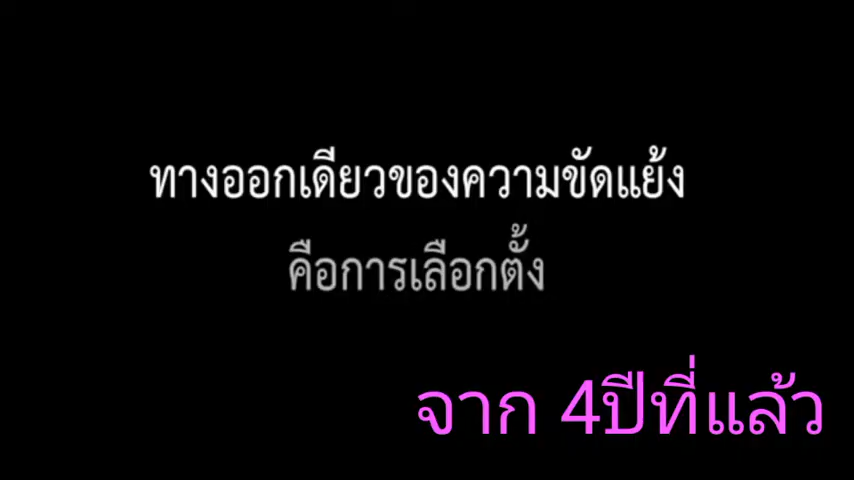 ทางออกเดียวของความขัดแย้ง
คือการเลือกตั้ง
จาก 4ปีที่แล้ว